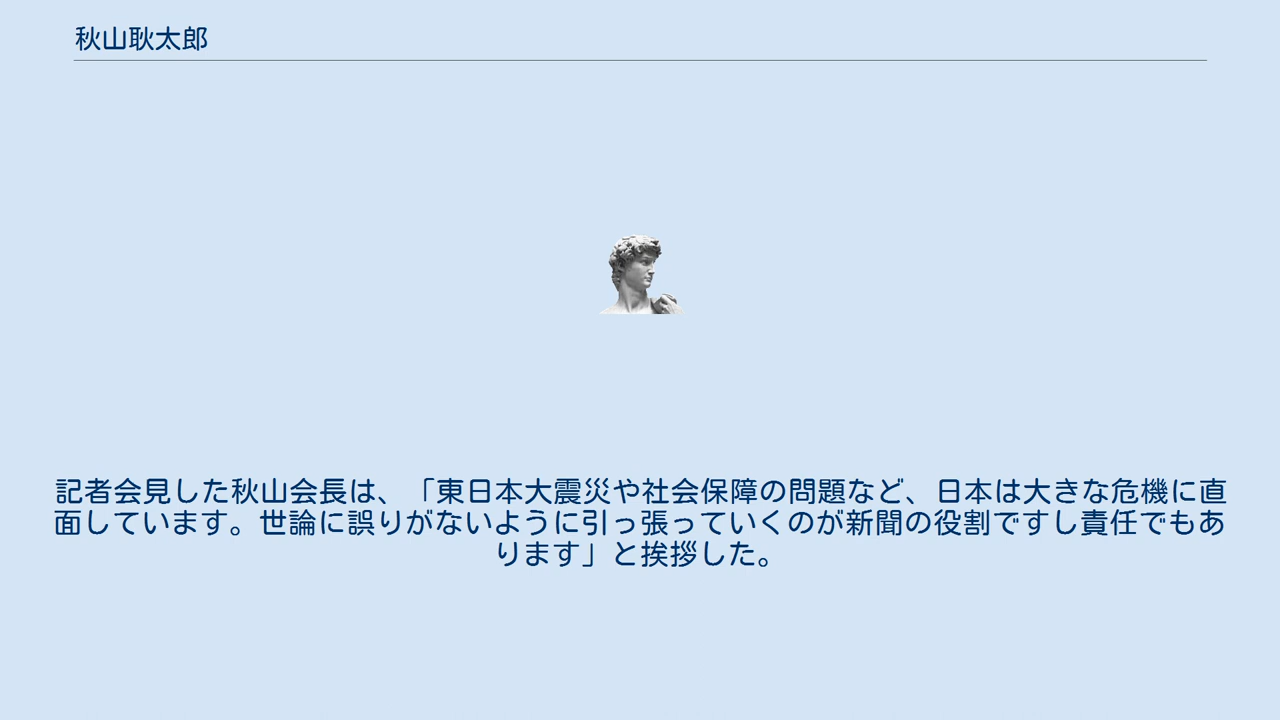 秋山耿太郎
記者会見した秋山会長は、「東日本大震災や社会保障の問題など、日本は大きな危機に直
面しています。世論に誤りがないように引っ張っていくのが新聞の役割ですし責任でもあ
ります」と挨拶した。